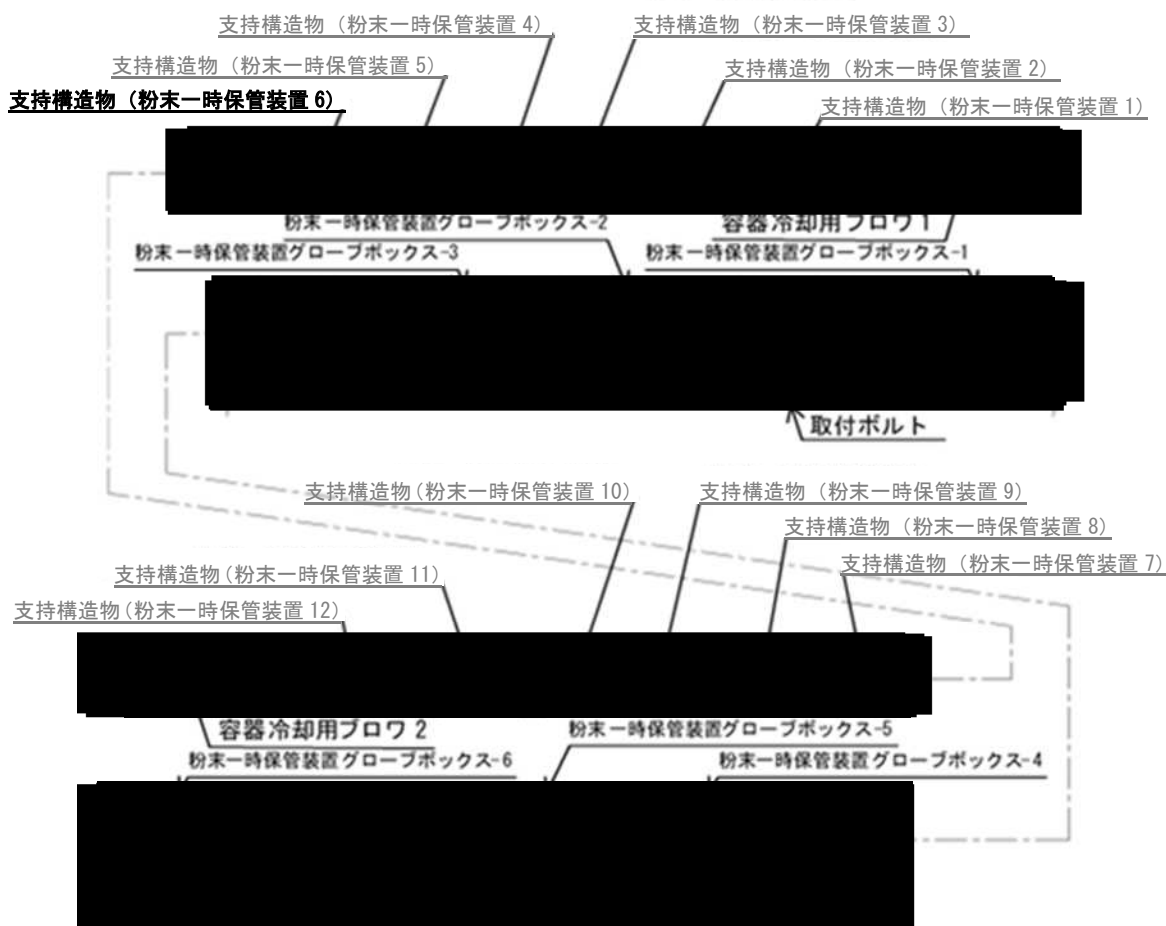 支持構造物（粉末一時保管装置 4）
支持構造物（粉末一時保管装置 3）
支持構造物（粉末一時保管装置 5）
支持構造物（粉末一時保管装置 2）
支持構造物（粉末一時保管装置 6）
支持構造物（粉末一時保管装置 1）
粉末一時保管装置グローブボックス-2
容器冷却用ブロワ 1
粉末一時保管装置グローブボックス-3
粉末一時保管装置グローブボックス-1
取付ボルト
支持構造物（粉末一時保管装置 10）
支持構造物（粉末一時保管装置 9）
支持構造物（粉末一時保管装置 8）
支持構造物（粉末一時保管装置 7）
支持構造物（粉末一時保管装置 11）
支持構造物（粉末一時保管装置 12）
容器冷却用ブロワ 2
粉末一時保管装置グローブボックス-5
粉末一時保管装置グローブボックス-6
粉末一時保管装置グローブボックス-4